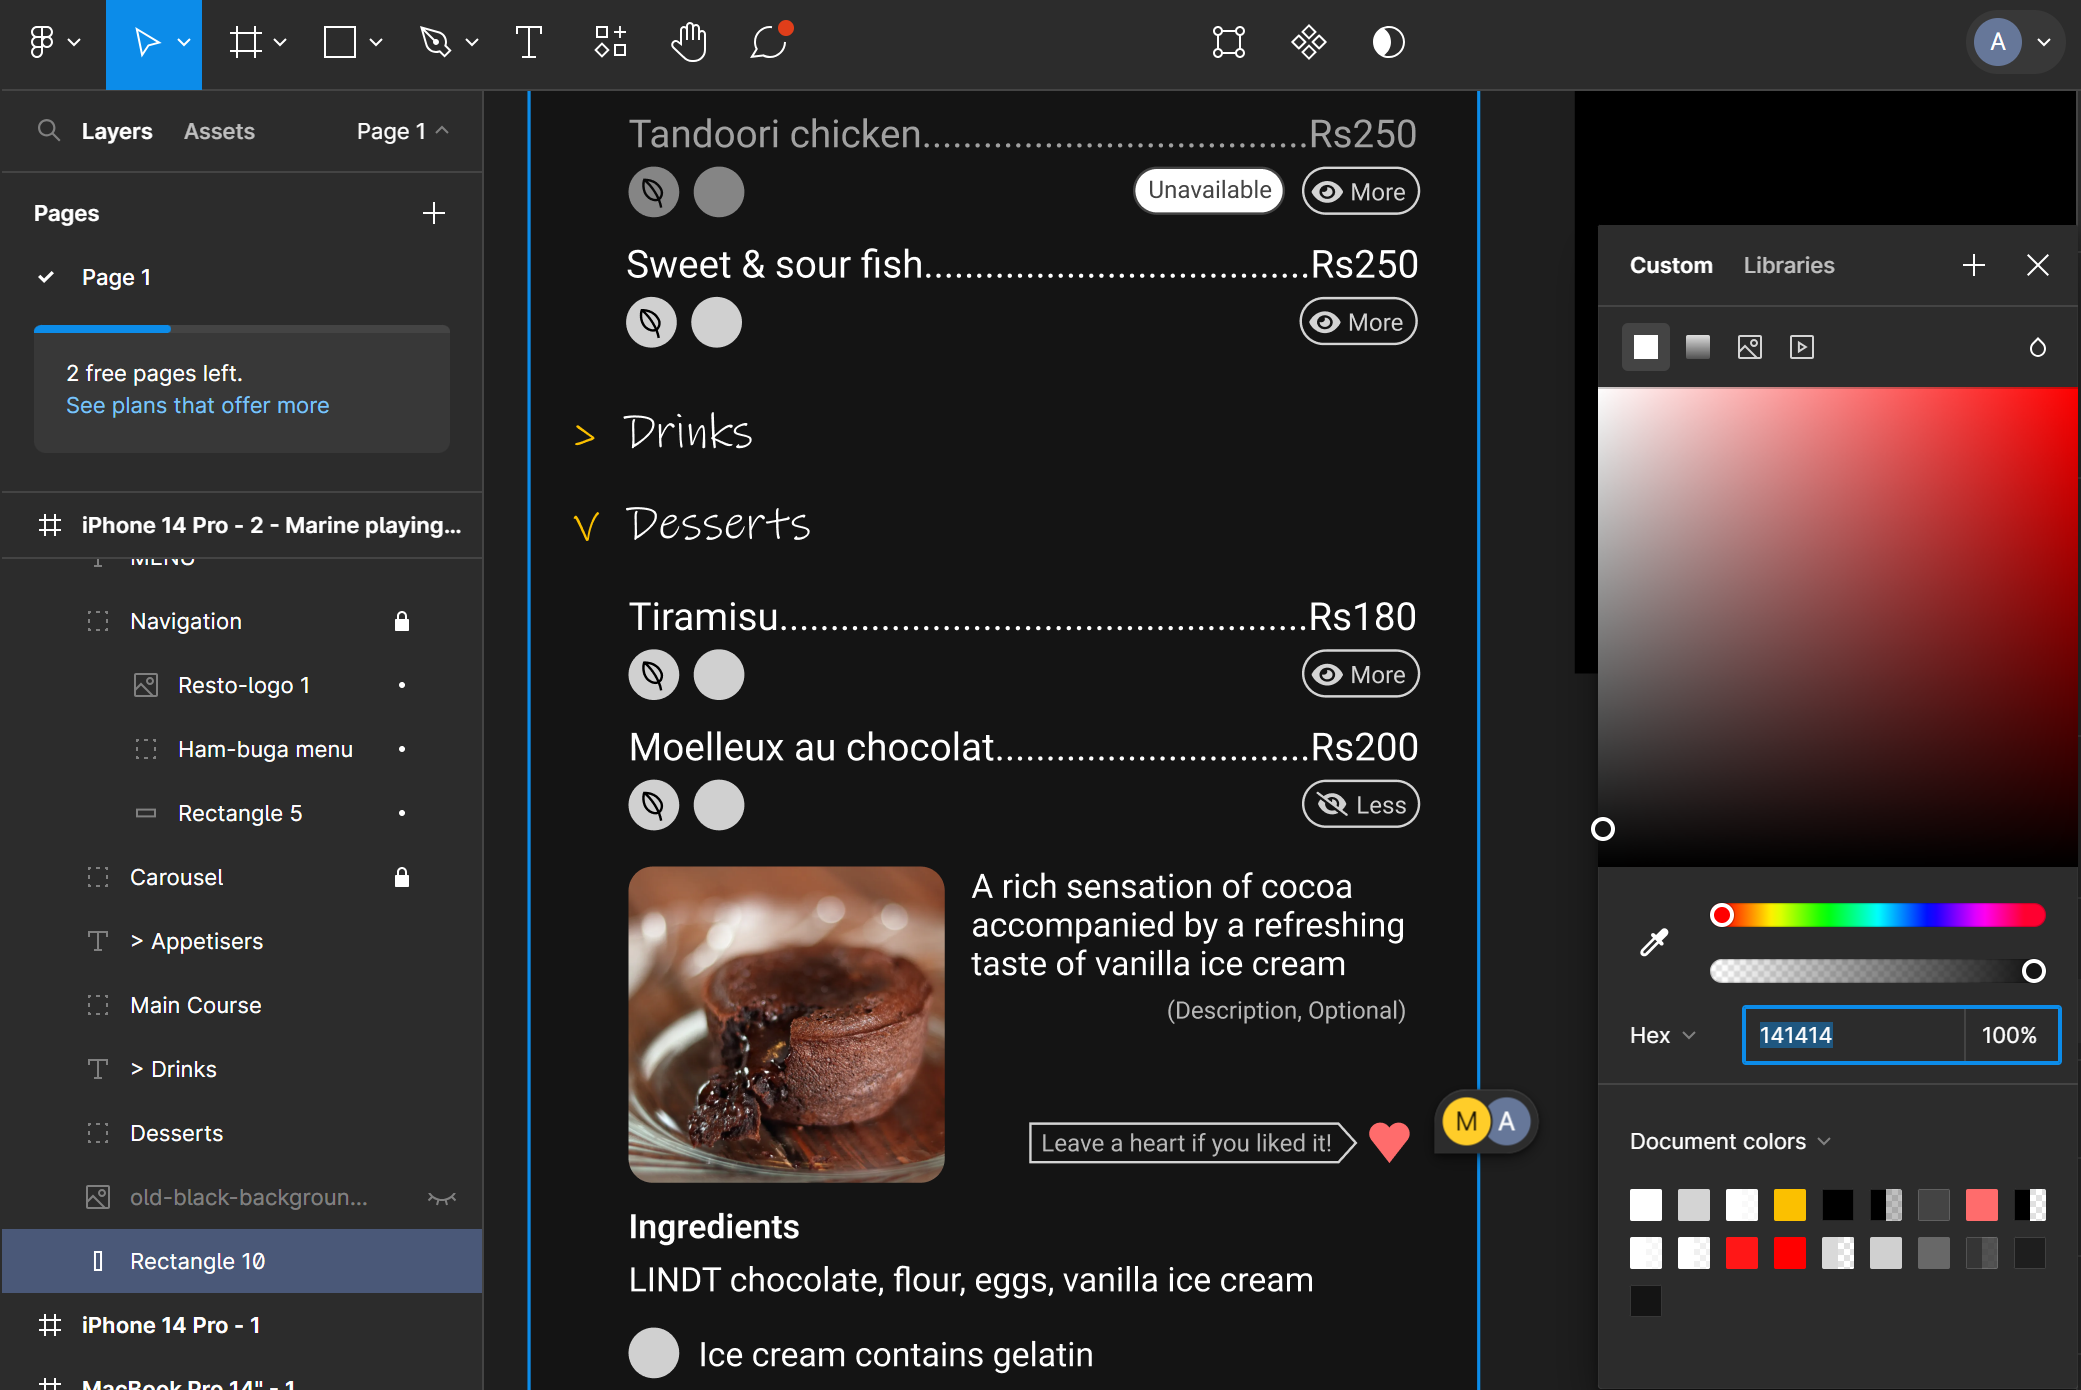 A
Layers
Assets
Page 1
Pages
Page 1
2 free pages left.
See plans that offer more
iPhone 14 Pro - 2 - Marine playing...
MENU
Navigation
Resto-logo 1
Ham-buga menu
Rectangle 5
Carousel
> Appetisers
Main Course
> Drinks
Desserts
old-black-backgroun...
Rectangle 10
iPhone 14 Pro - 1
MacBook Pro 14" - 1
Tandoori chicken......................................Rs250
Unavailable
More
Sweet & sour fish......................................Rs250
More
> Drinks
V Desserts
Tiramisu....................................................Rs180
More
Moelleux au chocolat...............................Rs200
Less
A rich sensation of cocoa
accompanied by a refreshing
taste of vanilla ice cream
(Description, Optional)
Leave a heart if you liked it!
M A
Ingredients
LINDT chocolate, flour, eggs, vanilla ice cream
Ice cream contains gelatin
Custom
Libraries
Hex
141414
100%
Document colors